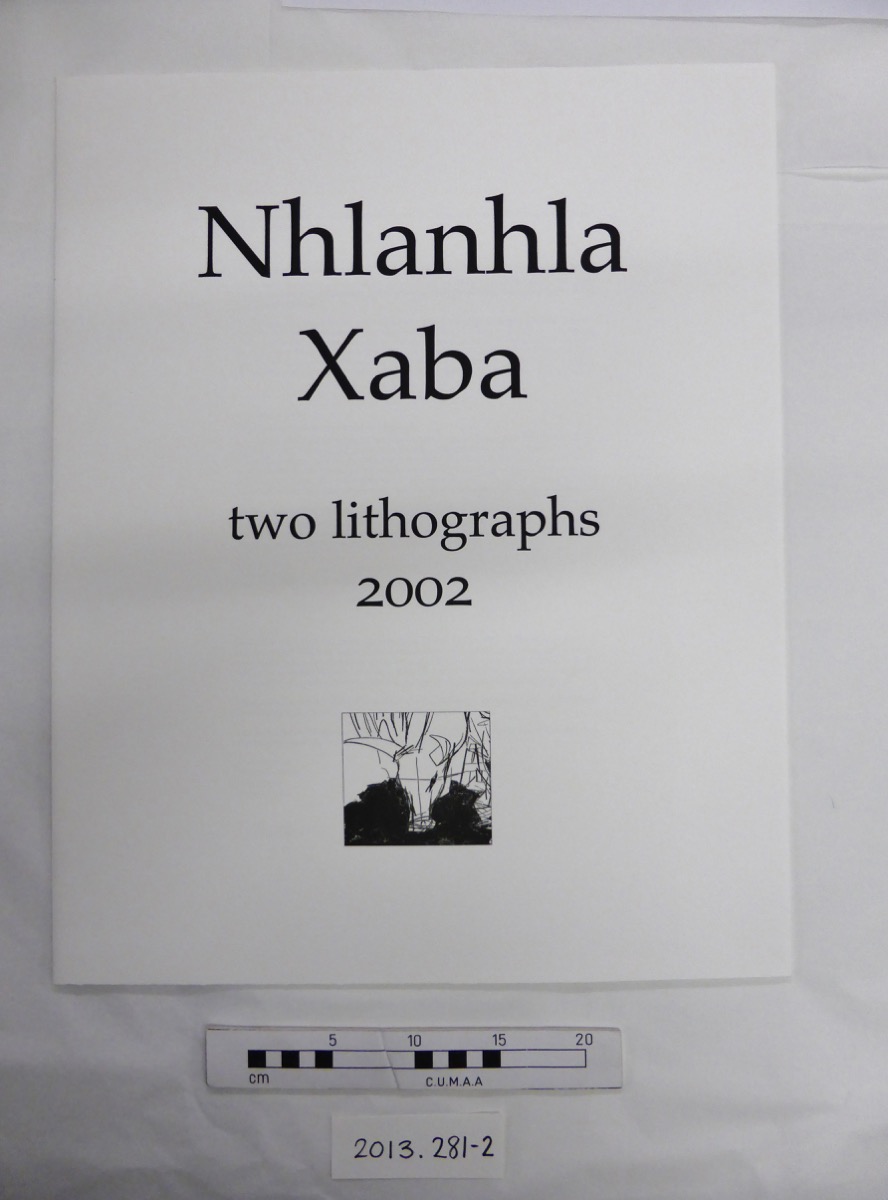 Nhlanhla
Xaba
two lithographs
2002
5 10 15 20
cm
C.U.M.A.A
2013.281-2